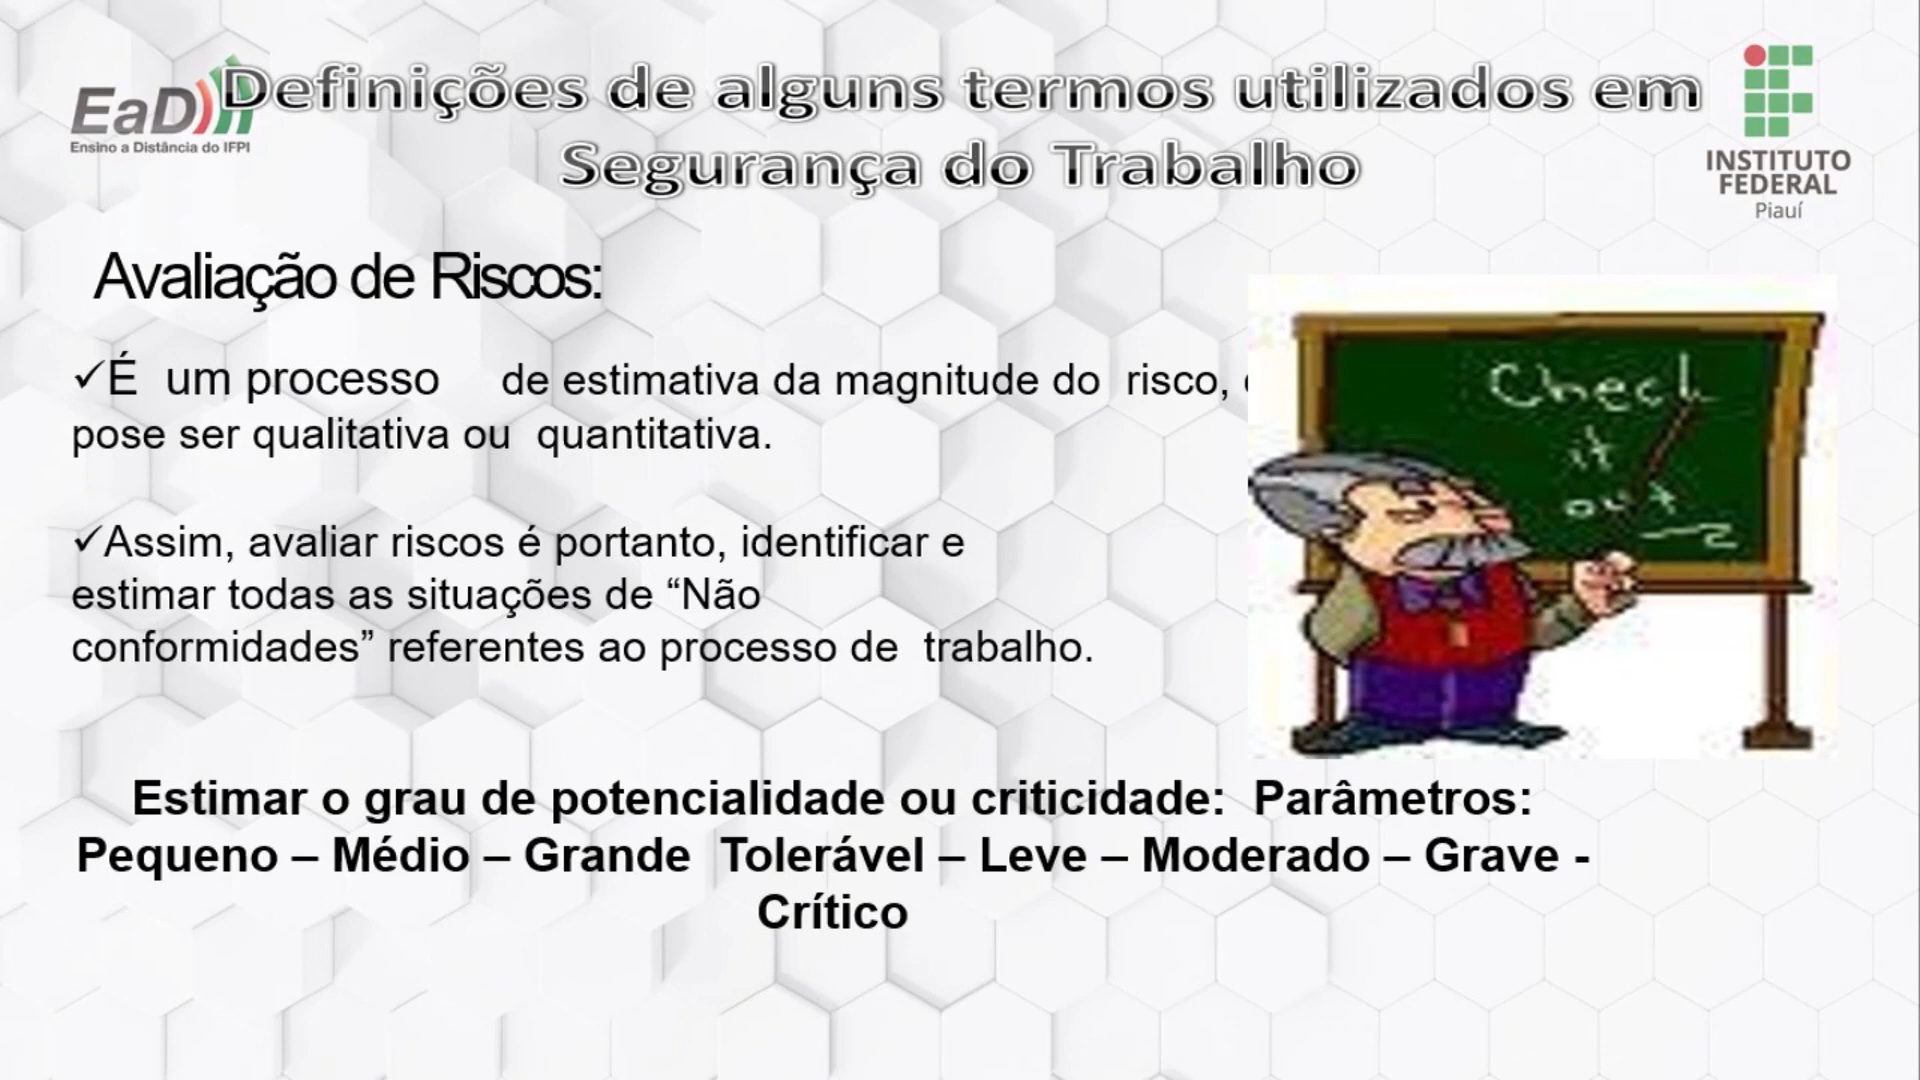 EaD
Ensino a Distância do IFPI
Definições de alguns termos utilizados em
Segurança do Trabalho
INSTITUTO
FEDERAL
Piauí
Avaliação de Riscos:
✓É um processo de estimativa da magnitude do risco,
pose ser qualitativa ou quantitativa.
✓Assim, avaliar riscos é portanto, identificar e
estimar todas as situações de “Não
conformidades” referentes ao processo de trabalho.
Check
it
out
Estimar o grau de potencialidade ou criticidade: Parâmetros:
Pequeno – Médio – Grande Tolerável – Leve – Moderado – Grave -
Crítico